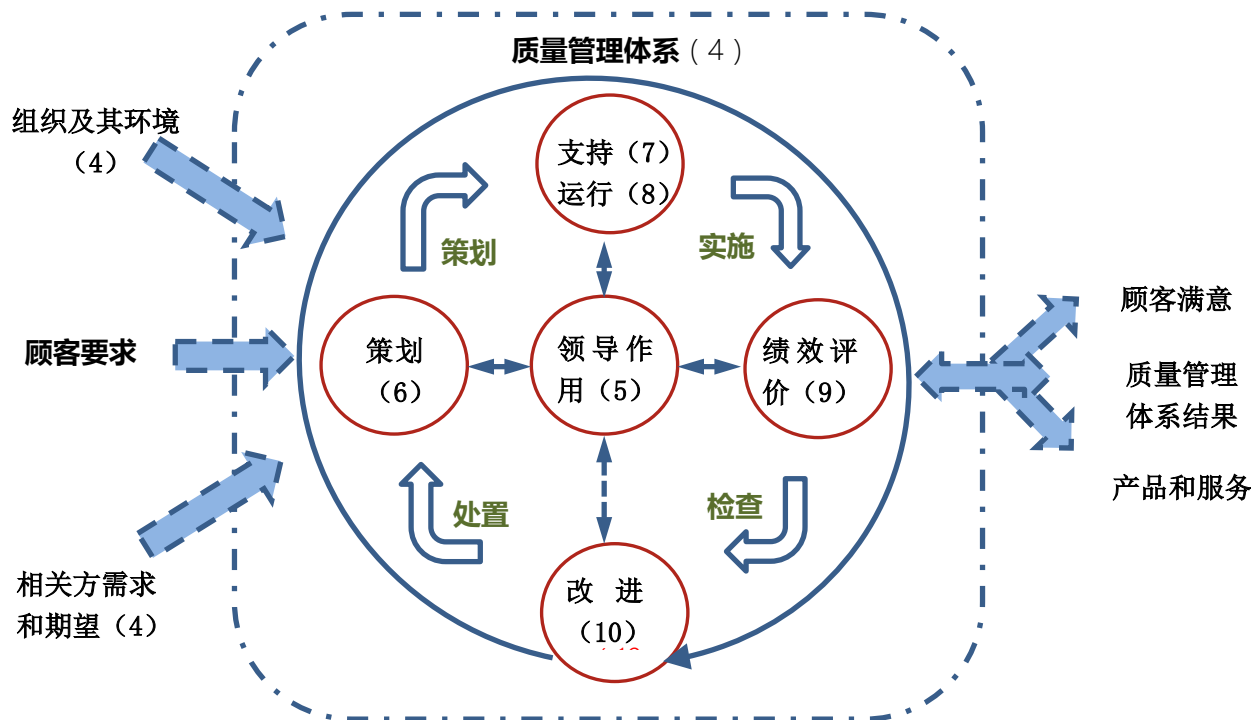 质量管理体系（4）
组织及其环境
（4）
支持（7）
运行（8）
策划
实施
顾客要求
策划
（6）
领导作
用（5）
绩效评
价（9）
顾客满意
质量管理
体系结果
产品和服务
处置
检查
改 进
（10）
相关方需求
和期望（4）